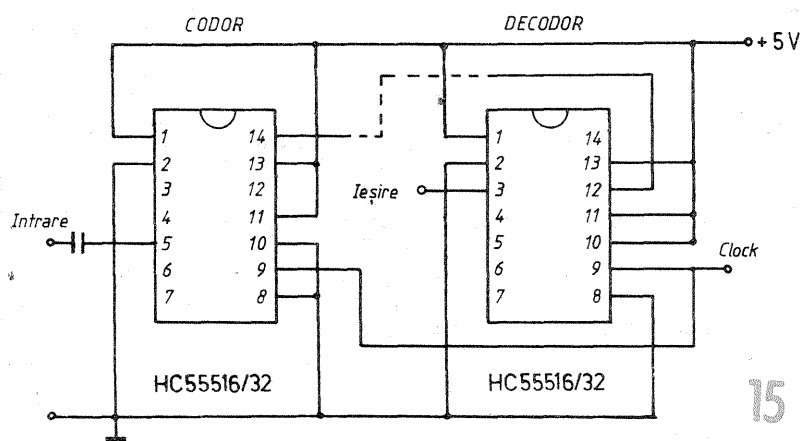 CODOR
DECODOR
+5V
1 14
2 13
3 12
4 11
5 10
6 9
7 8
Intrare
1 14
2 13
3 12
4 11
5 10
6 9
7 8
Ieșire
Clock
HC55516/32
HC55516/32
15